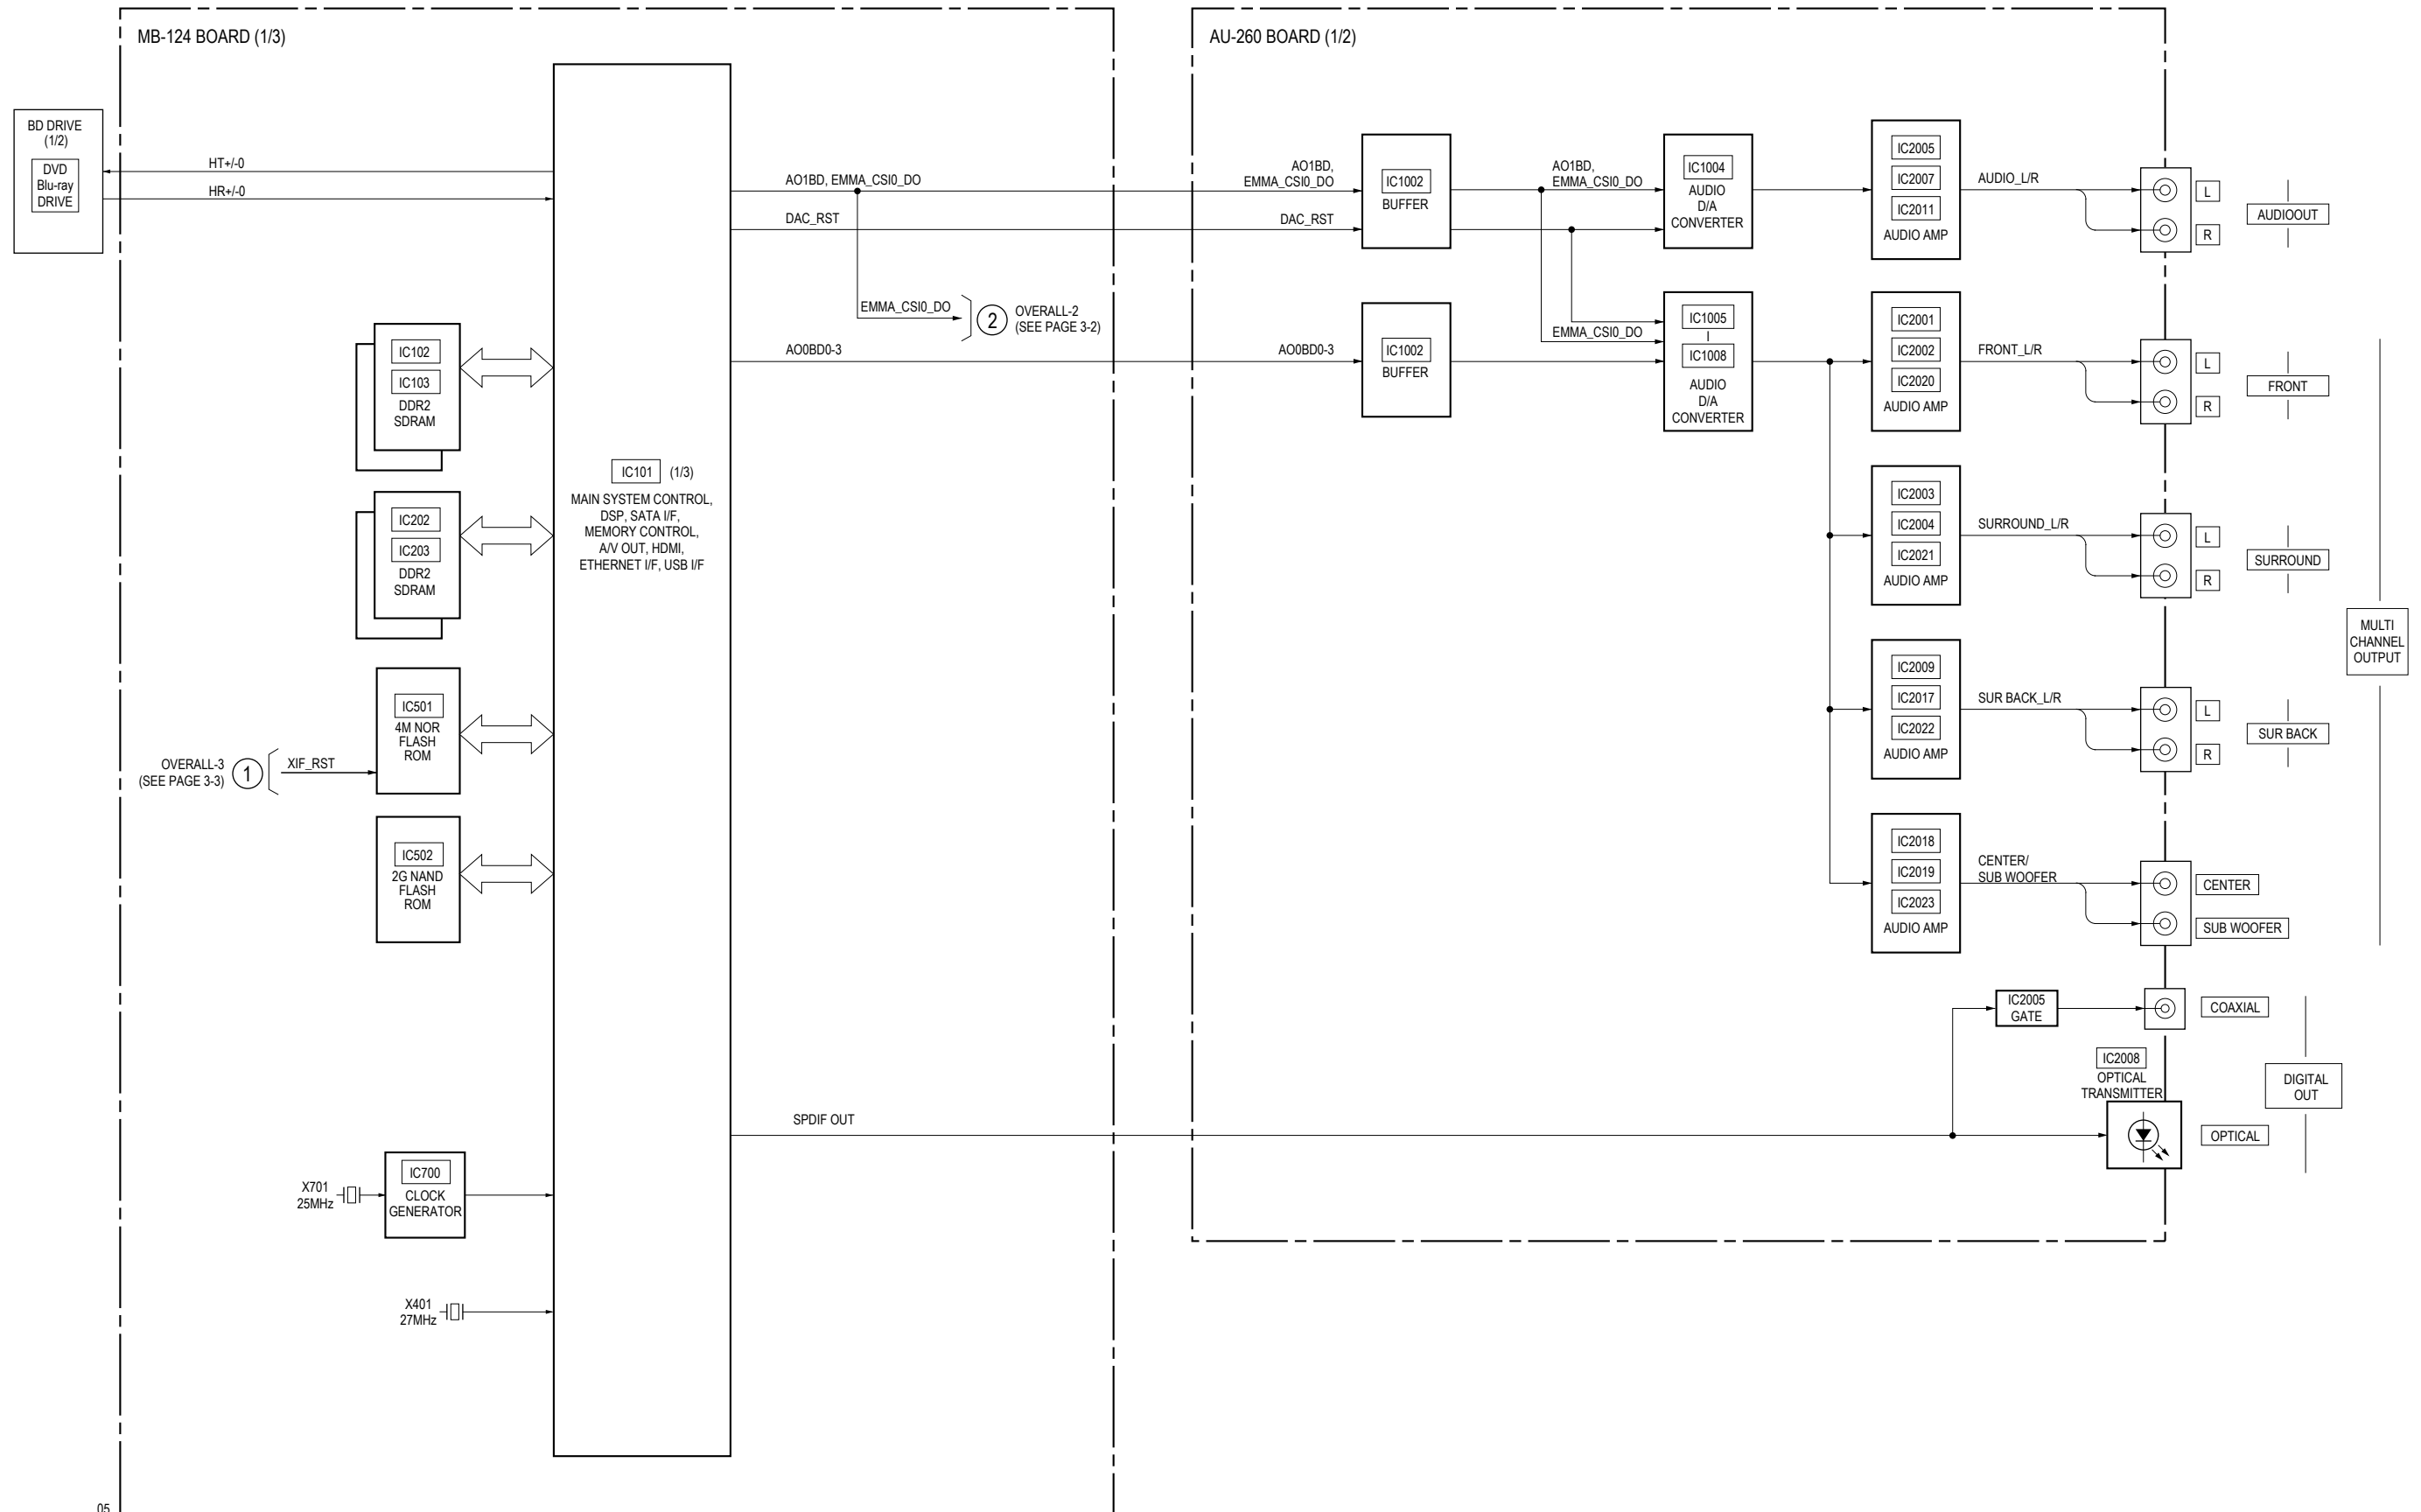 MB-124 BOARD (1/3)
BD DRIVE
(1/2)
DVD
Blu-ray
DRIVE
HT+/-0
HR+/-0
IC102
IC103
DDR2
SDRAM
IC202
IC203
DDR2
SDRAM
IC501
4M NOR
FLASH
ROM
OVERALL-3
(SEE PAGE 3-3)
1
XIF_RST
IC502
2G NAND
FLASH
ROM
X701
25MHz
IC700
CLOCK
GENERATOR
X401
27MHz
IC101 (1/3)
MAIN SYSTEM CONTROL,
DSP, SATA I/F,
MEMORY CONTROL,
A/V OUT, HDMI,
ETHERNET I/F, USB I/F
AO1BD, EMMA_CSI0_DO
DAC_RST
EMMA_CSI0_DO
2
OVERALL-2
(SEE PAGE 3-2)
AO0BD0-3
SPDIF OUT
AU-260 BOARD (1/2)
AO1BD,
EMMA_CSI0_DO
DAC_RST
IC1002
BUFFER
AO0BD0-3
IC1002
BUFFER
AO1BD,
EMMA_CSI0_DO
EMMA_CSI0_DO
IC1004
AUDIO
D/A
CONVERTER
IC1005
IC1008
AUDIO
D/A
CONVERTER
IC2005
IC2007
IC2011
AUDIO AMP
AUDIO_L/R
L
R
AUDIOOUT
IC2001
IC2002
IC2020
AUDIO AMP
FRONT_L/R
L
R
FRONT
IC2003
IC2004
IC2021
AUDIO AMP
SURROUND_L/R
L
R
SURROUND
MULTI
CHANNEL
OUTPUT
IC2009
IC2017
IC2022
AUDIO AMP
SUR BACK_L/R
L
R
SUR BACK
IC2018
IC2019
IC2023
AUDIO AMP
CENTER/
SUB WOOFER
CENTER
SUB WOOFER
IC2005
GATE
COAXIAL
IC2008
OPTICAL
TRANSMITTER
OPTICAL
DIGITAL
OUT
05